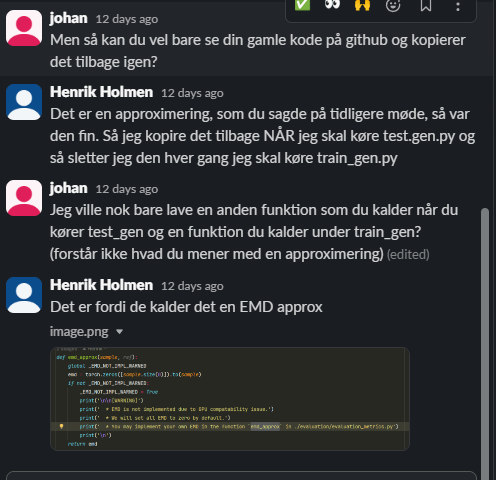 johan 12 days ago
Men så kan du vel bare se din gamle kode på github og kopierer
det tilbage igen?
Henrik Holmen 12 days ago
Det er en approximering, som du sagde på tidligere møde, så var
den fin. Så jeg kopire det tilbage NÅR jeg skal køre test.gen.py og
så sletter jeg den hver gang jeg skal køre train_gen.py
johan 12 days ago
Jeg ville nok bare lave en anden funktion som du kalder når du
kører test_gen og en funktion du kalder under train_gen?
(forstår ikke hvad du mener med en approximering) (edited)
Henrik Holmen 12 days ago
Det er fordi de kalder det en EMD approx
image.png
def emd_approx(sample, ref):
global _EMD_NOT_IMPL_WARNED
emd = torch.zeros([sample.size(0)]).to(sample)
if not _EMD_NOT_IMPL_WARNED:
_EMD_NOT_IMPL_WARNED = True
print('\n\n[WARNING]')
print('  * EMD is not implemented due to GPU compatability issue.')
print('  * We will set all EMD to zero by default.')
print('  * You may implement your own EMD in the function `emd_approx` in ./evaluation/evaluation_metrics.py')
print('\n')
return emd